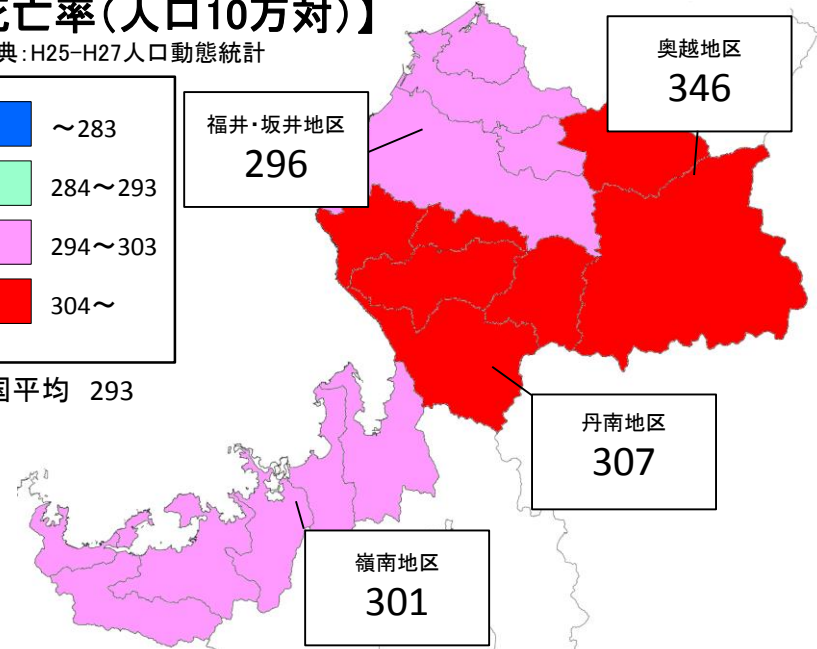 亡率(人口10万対)】
典:H25-H27人口動態統計
～283
284～293
294～303
304～
国平均 293
福井・坂井地区
296
奥越地区
346
丹南地区
307
嶺南地区
301